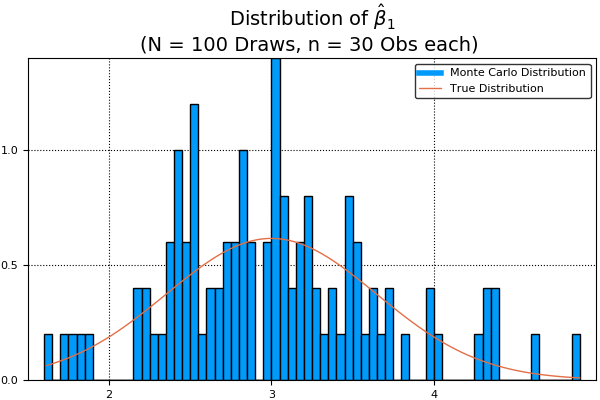 Distribution of β̂₁
(N = 100 Draws, n = 30 Obs each)
Monte Carlo Distribution
True Distribution
1.0
0.5
0.0
2 3 4